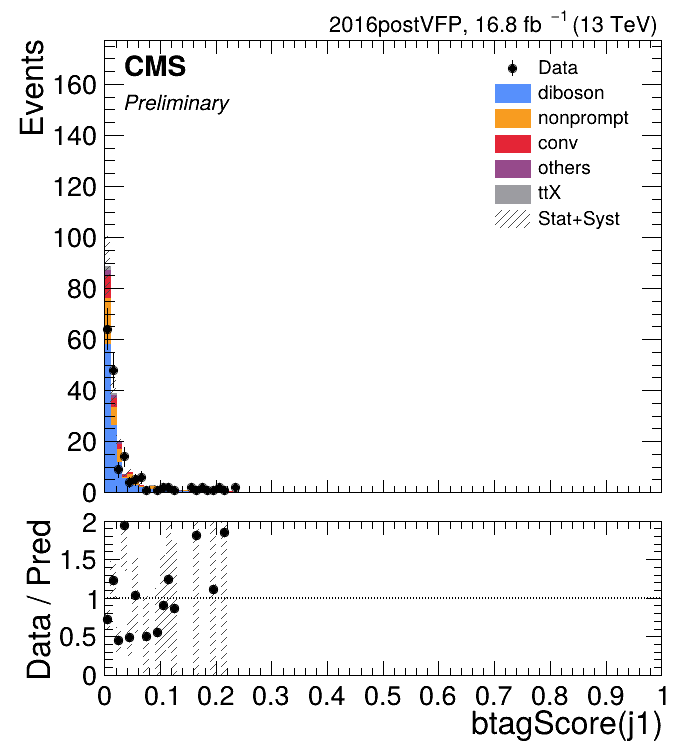 2016postVFP, 16.8 fb ⁻¹ (13 TeV)
CMS
Preliminary
Events
160
140
120
100
80
60
40
20
0
Data
diboson
nonprompt
conv
others
ttX
Stat+Syst
Data / Pred
2
1.5
1
0.5
0
0 0.1 0.2 0.3 0.4 0.5 0.6 0.7 0.8 0.9 1
btagScore(j1)